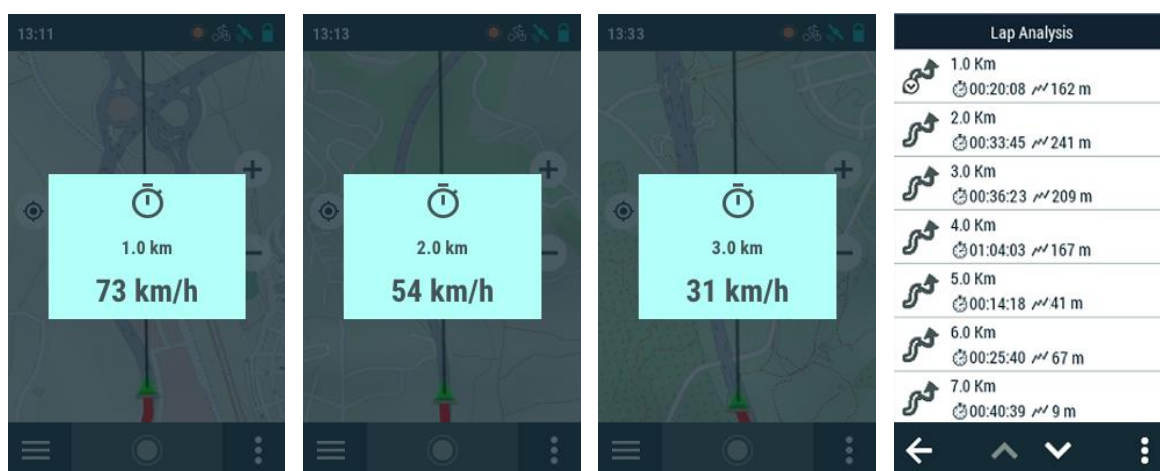 13:11
1.0 km
73 km/h
13:13
2.0 km
54 km/h
13:33
3.0 km
31 km/h
Lap Analysis
1.0 Km
00:20:08 162 m
2.0 Km
00:33:45 241 m
3.0 Km
00:36:23 209 m
4.0 Km
01:04:03 167 m
5.0 Km
00:14:18 41 m
6.0 Km
00:25:40 67 m
7.0 Km
00:40:39 9 m